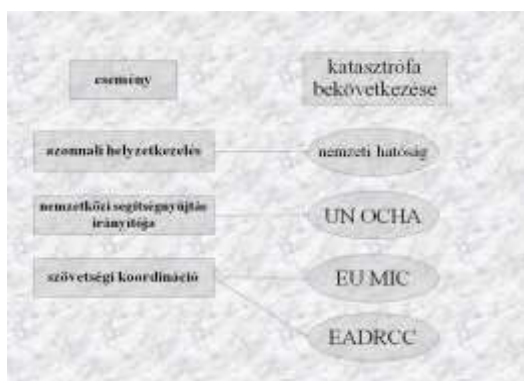 esemény
katasztrófa
bekövetkezése
azonnali helyzetkezelés
nemzeti hatóság
nemzetközi segítségnyújtás
irányítója
UN OCHA
szövetségi koordináció
EU MIC
EADRCC